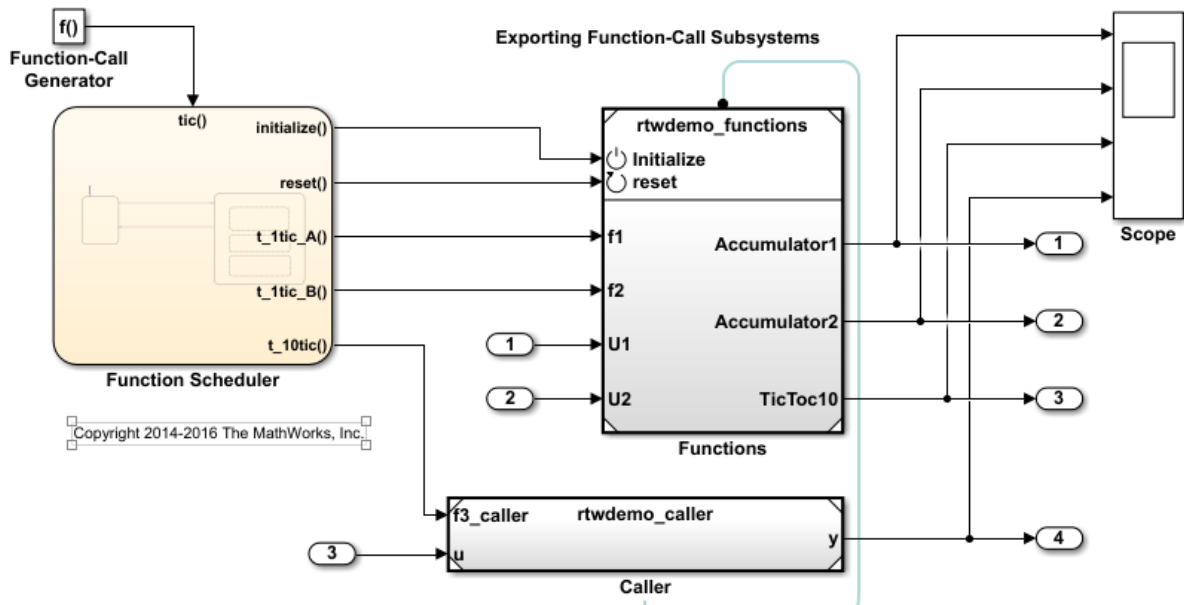 f()
Function-Call
Generator
Exporting Function-Call Subsystems
tic()
initialize()
reset()
t_1tic_A()
t_1tic_B()
t_10tic()
Function Scheduler
Copyright 2014-2016 The MathWorks, Inc.
rtwdemo_functions
Initialize
reset
f1
f2
1
U1
2
U2
Accumulator1
Accumulator2
TicToc10
Functions
Scope
1
2
3
3
f3_caller
u
rtwdemo_caller
y
4
Caller